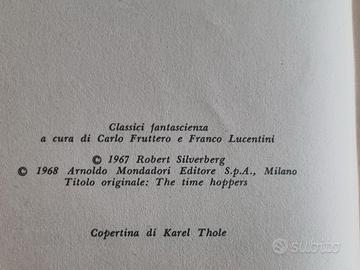 Classici fantascienza
a cura di Carlo Fruttero e Franco Lucentini
© 1967 Robert Silverberg
© 1968 Arnoldo Mondadori Editore S.p.A., Milano
Titolo originale: The time hoppers
Copertina di Karel Thole
subito